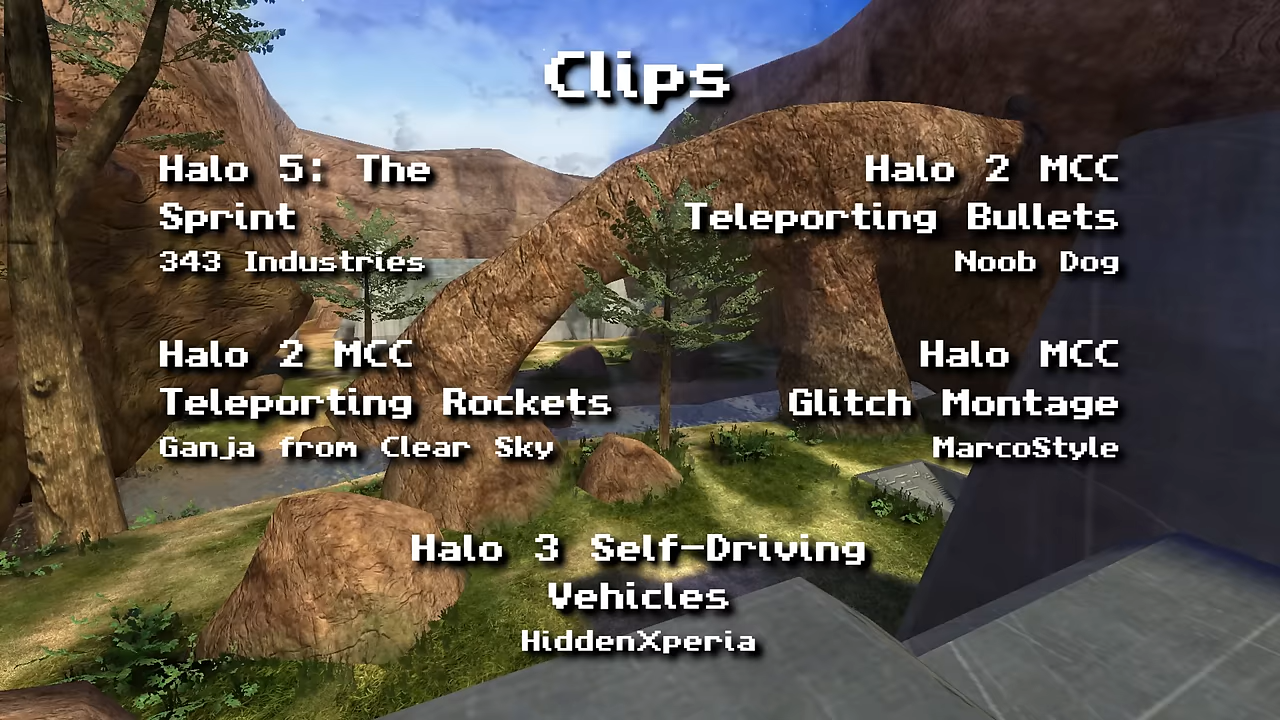 Clips
Halo 5: The
Sprint
343 Industries
Halo 2 MCC
Teleporting Bullets
Noob Dog
Halo 2 MCC
Teleporting Rockets
Ganja from Clear Sky
Halo MCC
Glitch Montage
MarcoStyle
Halo 3 Self-Driving
Vehicles
HiddenXperia